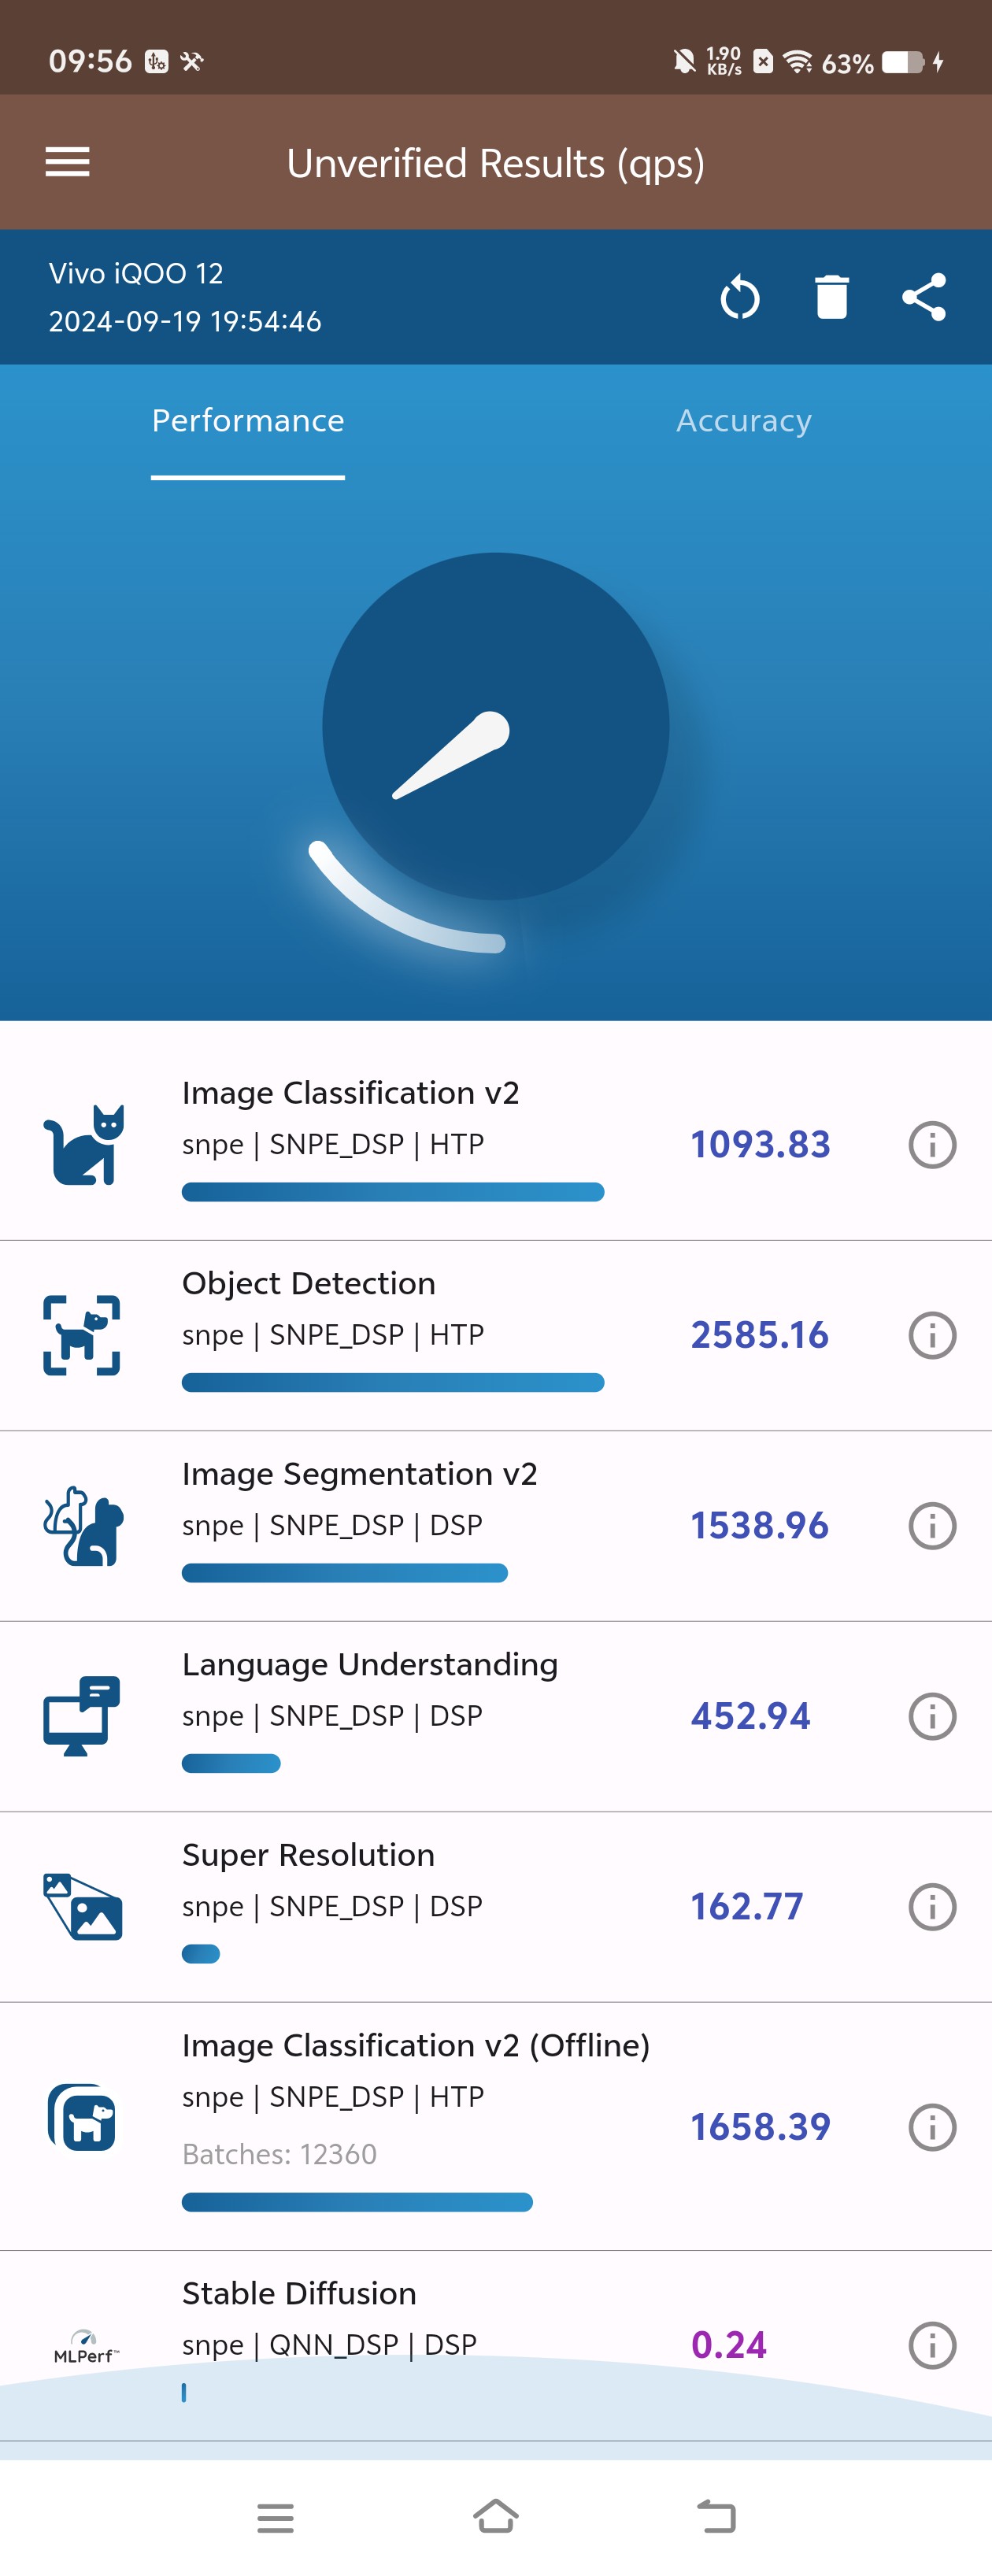 09:56
1.90
KB/s
63%
Unverified Results (qps)
Vivo iQOO 12
2024-09-19 19:54:46
Performance
Accuracy
Image Classification v2
snpe | SNPE_DSP | HTP
1093.83
Object Detection
snpe | SNPE_DSP | HTP
2585.16
Image Segmentation v2
snpe | SNPE_DSP | DSP
1538.96
Language Understanding
snpe | SNPE_DSP | DSP
452.94
Super Resolution
snpe | SNPE_DSP | DSP
162.77
Image Classification v2 (Offline)
snpe | SNPE_DSP | HTP
1658.39
Batches: 12360
Stable Diffusion
MLPerf™
snpe | QNN_DSP | DSP
0.24